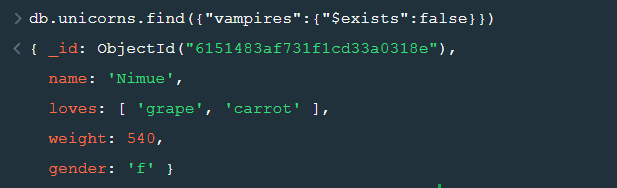 > db.unicorns.find({"vampires":{"$exists":false}})
< { _id: ObjectId("6151483af731f1cd33a0318e"),
name: 'Nimue',
loves: [ 'grape', 'carrot' ],
weight: 540,
gender: 'f' }